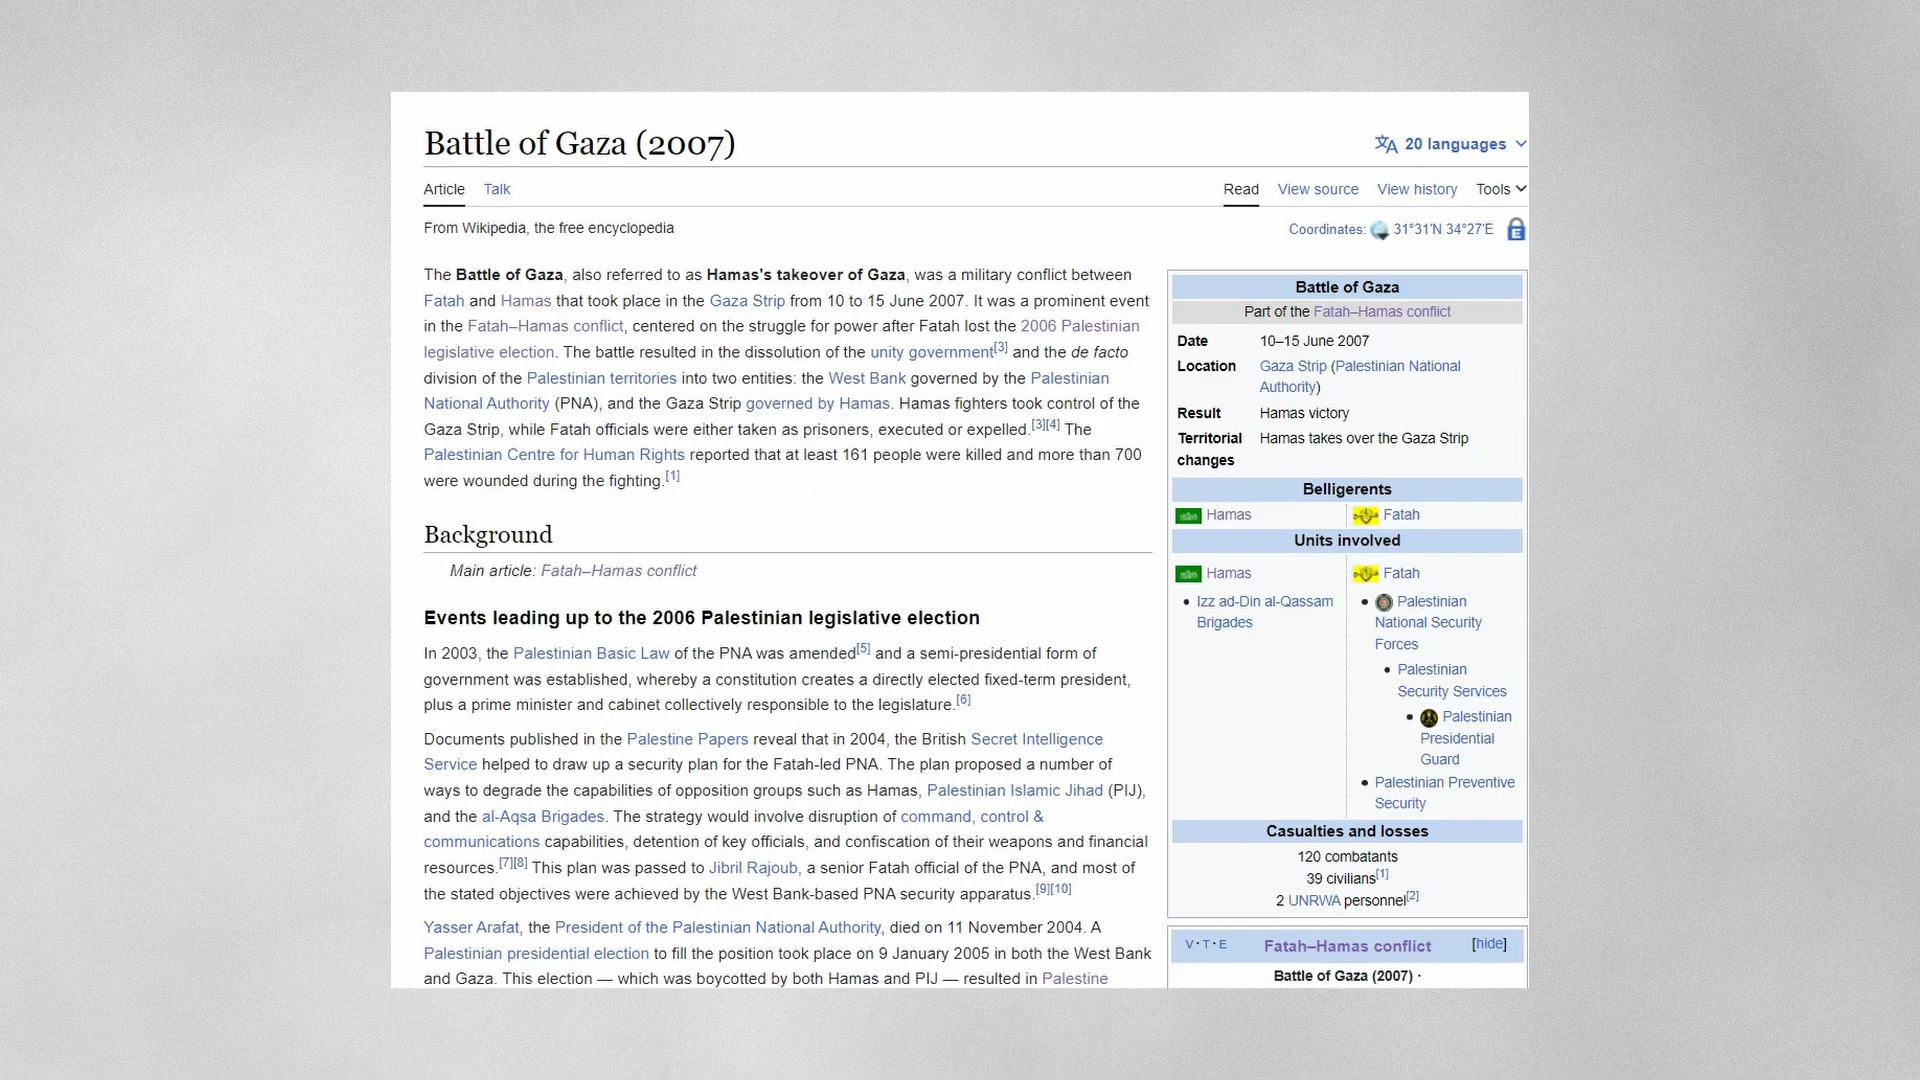 Battle of Gaza (2007)
20 languages
Article Talk
Read View source View history Tools
From Wikipedia, the free encyclopedia
Coordinates: 31°31′N 34°27′E
The Battle of Gaza, also referred to as Hamas's takeover of Gaza, was a military conflict between
Fatah and Hamas that took place in the Gaza Strip from 10 to 15 June 2007. It was a prominent event
in the Fatah–Hamas conflict, centered on the struggle for power after Fatah lost the 2006 Palestinian
legislative election. The battle resulted in the dissolution of the unity government[3] and the de facto
division of the Palestinian territories into two entities: the West Bank governed by the Palestinian
National Authority (PNA), and the Gaza Strip governed by Hamas. Hamas fighters took control of the
Gaza Strip, while Fatah officials were either taken as prisoners, executed or expelled.[3][4] The
Palestinian Centre for Human Rights reported that at least 161 people were killed and more than 700
were wounded during the fighting.[1]
Background
Main article: Fatah–Hamas conflict
Events leading up to the 2006 Palestinian legislative election
In 2003, the Palestinian Basic Law of the PNA was amended[5] and a semi-presidential form of
government was established, whereby a constitution creates a directly elected fixed-term president,
plus a prime minister and cabinet collectively responsible to the legislature.[6]
Documents published in the Palestine Papers reveal that in 2004, the British Secret Intelligence
Service helped to draw up a security plan for the Fatah-led PNA. The plan proposed a number of
ways to degrade the capabilities of opposition groups such as Hamas, Palestinian Islamic Jihad (PIJ),
and the al-Aqsa Brigades. The strategy would involve disruption of command, control &
communications capabilities, detention of key officials, and confiscation of their weapons and financial
resources.[7][8] This plan was passed to Jibril Rajoub, a senior Fatah official of the PNA, and most of
the stated objectives were achieved by the West Bank-based PNA security apparatus.[9][10]
Yasser Arafat, the President of the Palestinian National Authority, died on 11 November 2004. A
Palestinian presidential election to fill the position took place on 9 January 2005 in both the West Bank
and Gaza. This election — which was boycotted by both Hamas and PIJ — resulted in Palestine
Battle of Gaza
Part of the Fatah–Hamas conflict
Date 10–15 June 2007
Location Gaza Strip (Palestinian National
Authority)
Result Hamas victory
Territorial Hamas takes over the Gaza Strip
changes
Belligerents
Hamas Fatah
Units involved
Hamas Fatah
Izz ad-Din al-Qassam
Brigades
Palestinian
National Security
Forces
Palestinian
Security Services
Palestinian
Presidential
Guard
Palestinian Preventive
Security
Casualties and losses
120 combatants
39 civilians[1]
2 UNRWA personnel[2]
V·T·E Fatah–Hamas conflict [hide]
Battle of Gaza (2007) ·